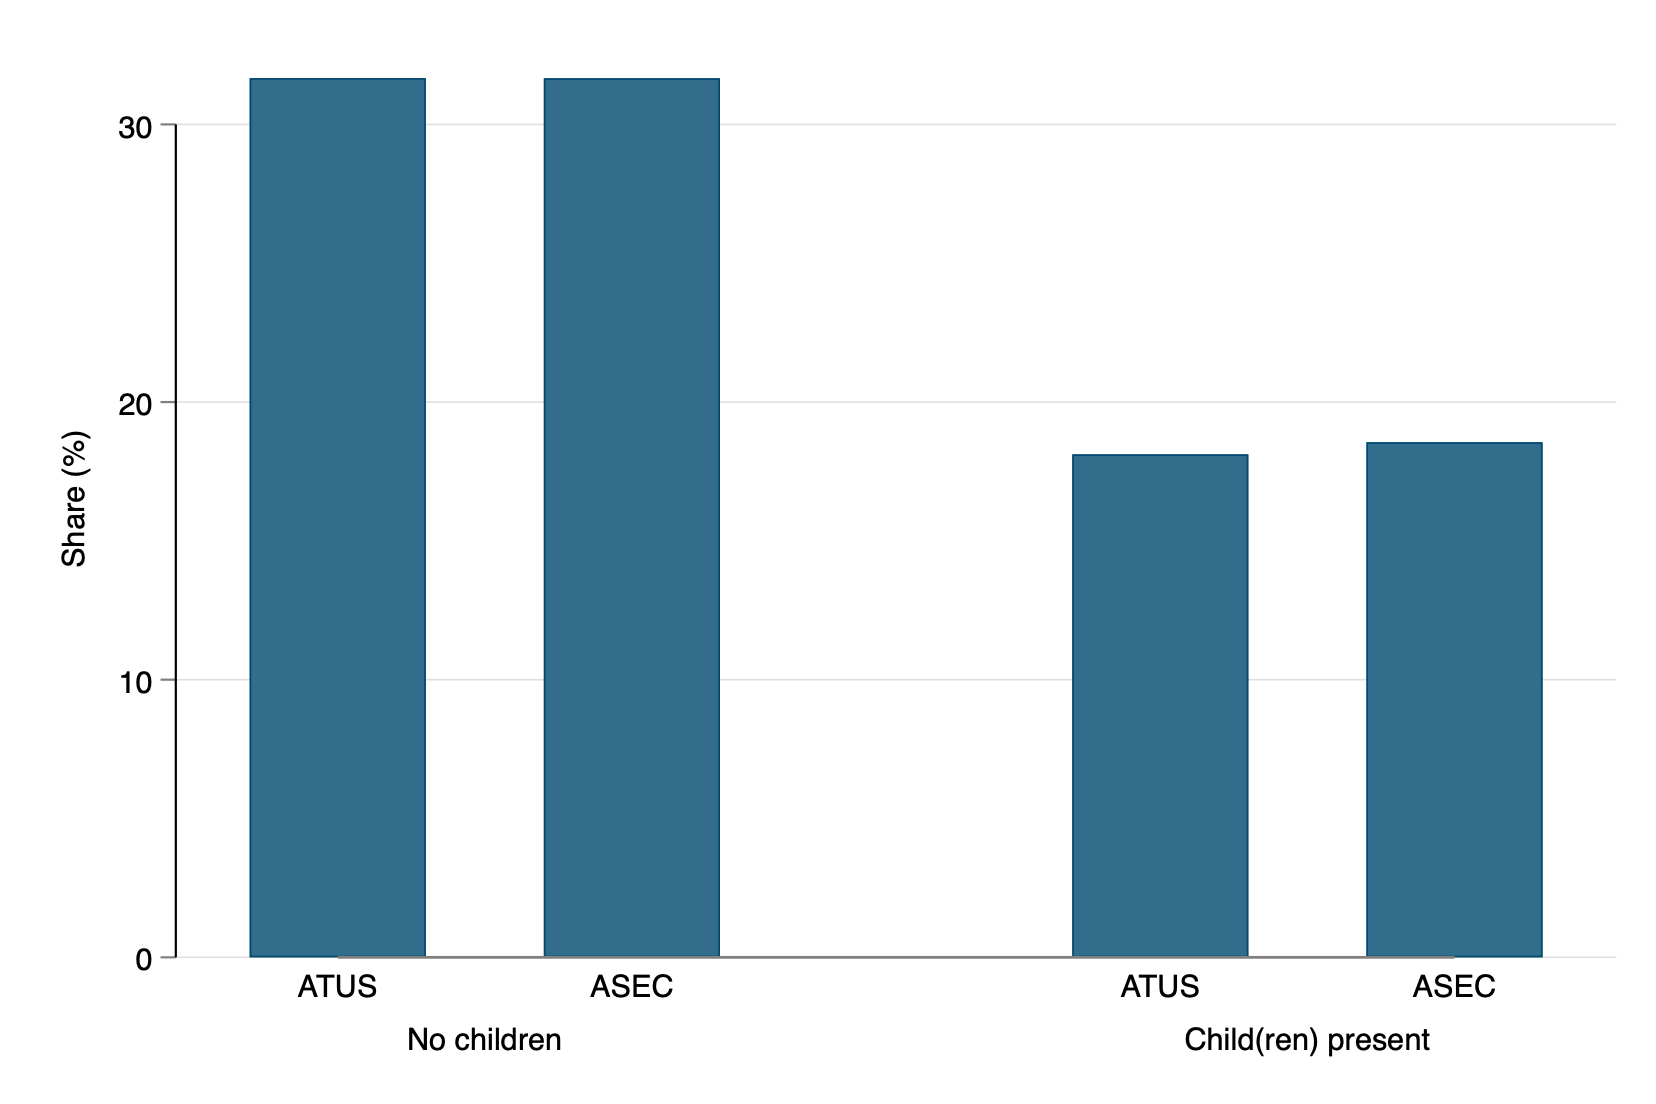 Share (%)
30
20
10
0
ATUS ASEC ATUS ASEC
No children Child(ren) present